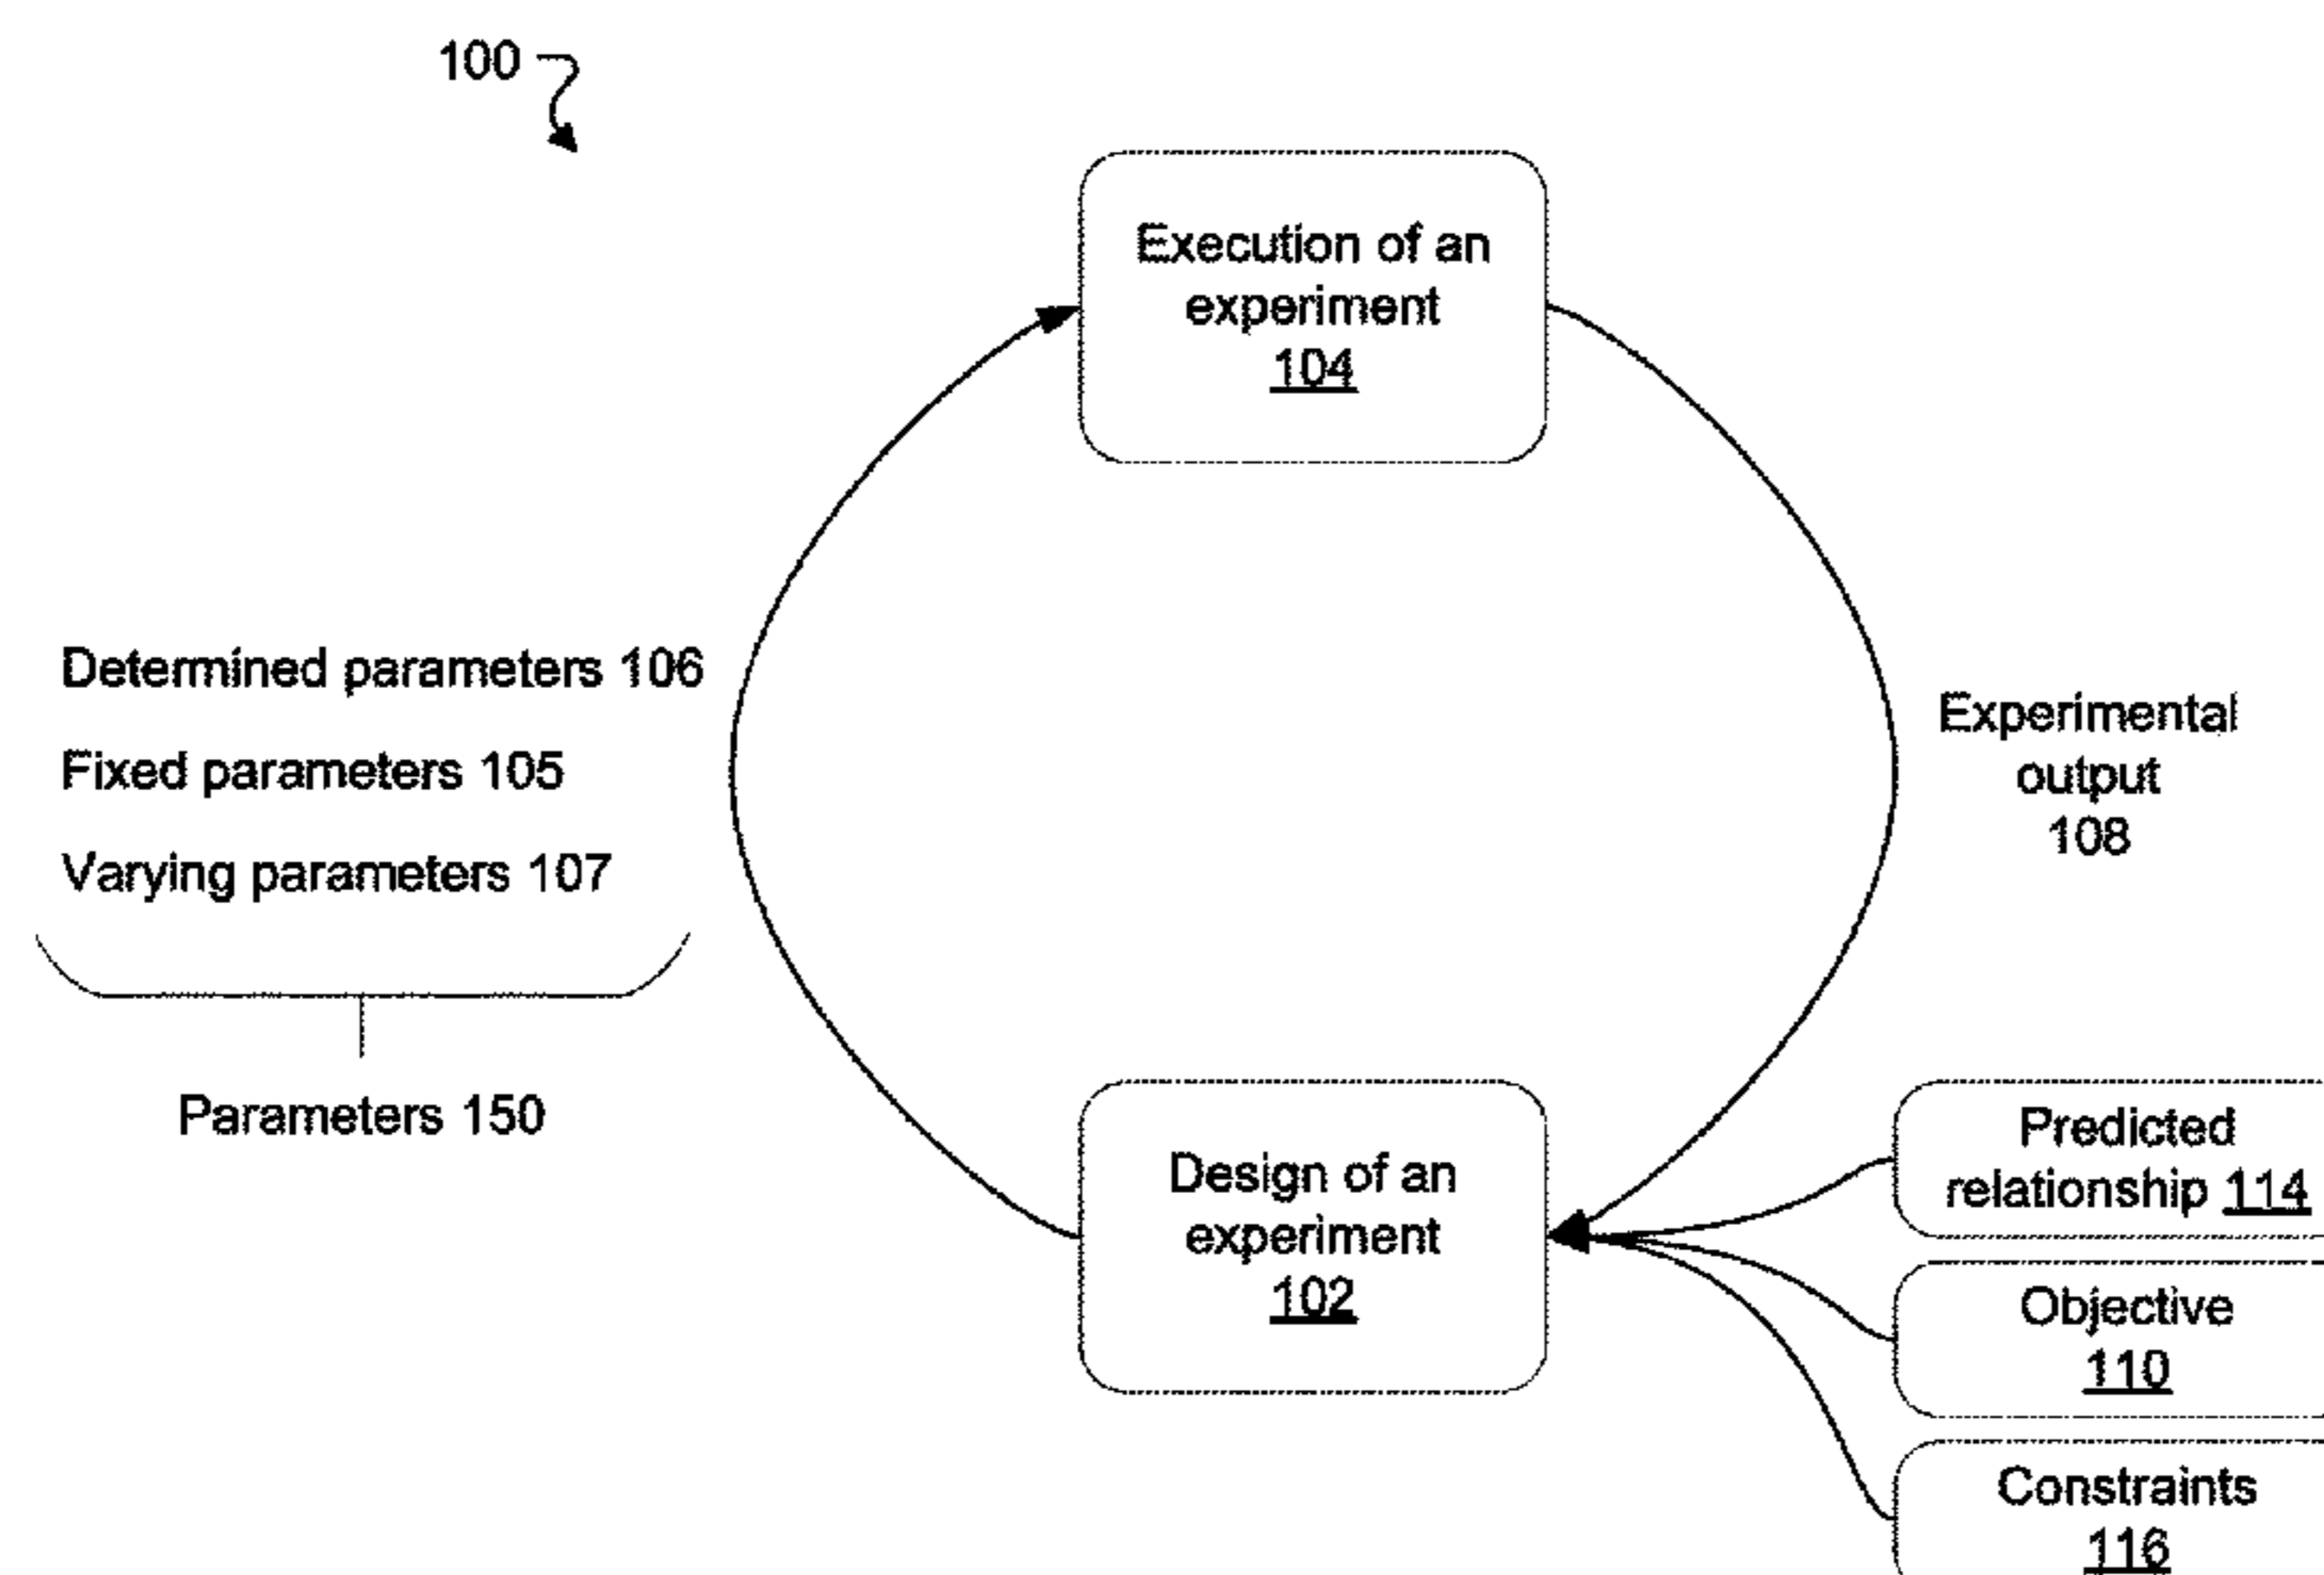 100
Execution of an
experiment
104
Determined parameters 106
Fixed parameters 105
Varying parameters 107
Parameters 150
Experimental
output
108
Design of an
experiment
102
Predicted
relationship 114
Objective
110
Constraints
116